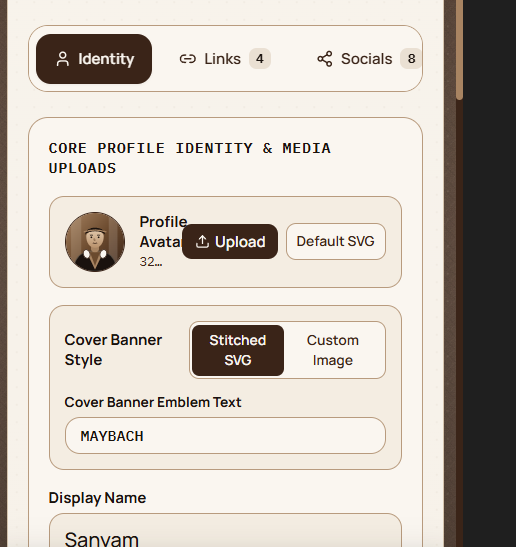 Identity
Links 4
Socials 8
CORE PROFILE IDENTITY & MEDIA
UPLOADS
Profile
Avata
32…
Upload
Default SVG
Cover Banner
Style
Stitched
SVG
Custom
Image
Cover Banner Emblem Text
MAYBACH
Display Name
Sanyam